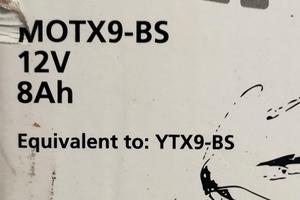 MOTX9-BS
12V
8Ah
Equivalent to: YTX9-BS